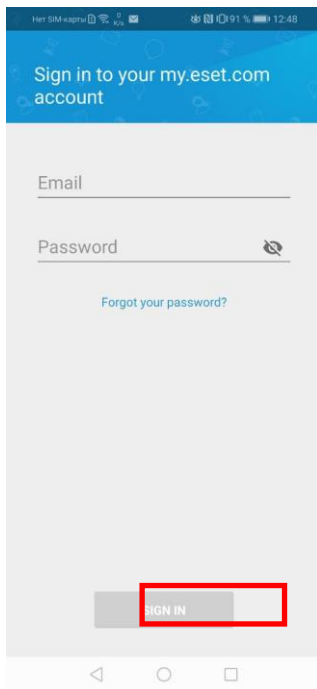 Нет SIM-карты 0 K/s 91 % 12:48
Sign in to your my.eset.com
account
Email
Password
Forgot your password?
SIGN IN